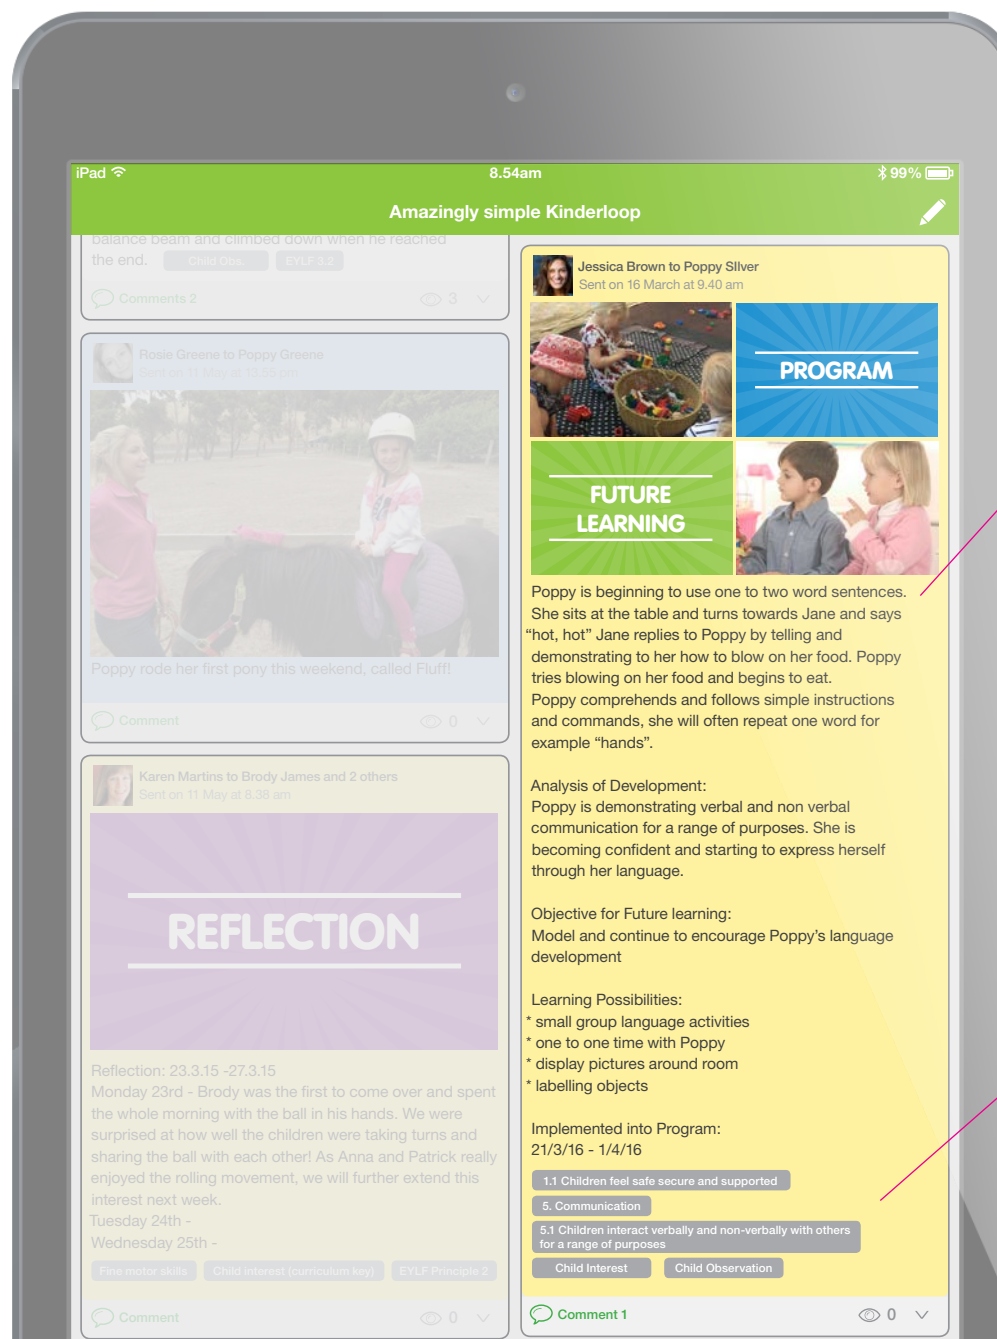 iPad
8.54am
99%
Amazingly simple Kinderloop
balance beam and climbed down when he reached
the end. Child Obs. EYLF 3.2
Comments 2 3
Rosie Greene to Poppy Greene
Sent on 11 May at 13.55 pm
Poppy rode her first pony this weekend, called Fluff!
Comment 0
Karen Martins to Brody James and 2 others
Sent on 11 May at 8.38 am
REFLECTION
Reflection: 23.3.15 -27.3.15
Monday 23rd - Brody was the first to come over and spent
the whole morning with the ball in his hands. We were
surprised at how well the children were taking turns and
sharing the ball with each other! As Anna and Patrick really
enjoyed the rolling movement, we will further extend this
interest next week.
Tuesday 24th -
Wednesday 25th -
Fine motor skills Child interest (curriculum key) EYLF Principle 2
Comment 0
Jessica Brown to Poppy SIlver
Sent on 16 March at 9.40 am
PROGRAM
FUTURE
LEARNING
Poppy is beginning to use one to two word sentences.
She sits at the table and turns towards Jane and says
“hot, hot” Jane replies to Poppy by telling and
demonstrating to her how to blow on her food. Poppy
tries blowing on her food and begins to eat.
Poppy comprehends and follows simple instructions
and commands, she will often repeat one word for
example “hands”.
Analysis of Development:
Poppy is demonstrating verbal and non verbal
communication for a range of purposes. She is
becoming confident and starting to express herself
through her language.
Objective for Future learning:
Model and continue to encourage Poppy’s language
development
Learning Possibilities:
* small group language activities
* one to one time with Poppy
* display pictures around room
* labelling objects
Implemented into Program:
21/3/16 - 1/4/16
1.1 Children feel safe secure and supported
5. Communication
5.1 Children interact verbally and non-verbally with others
for a range of purposes
Child Interest Child Observation
Comment 1 0